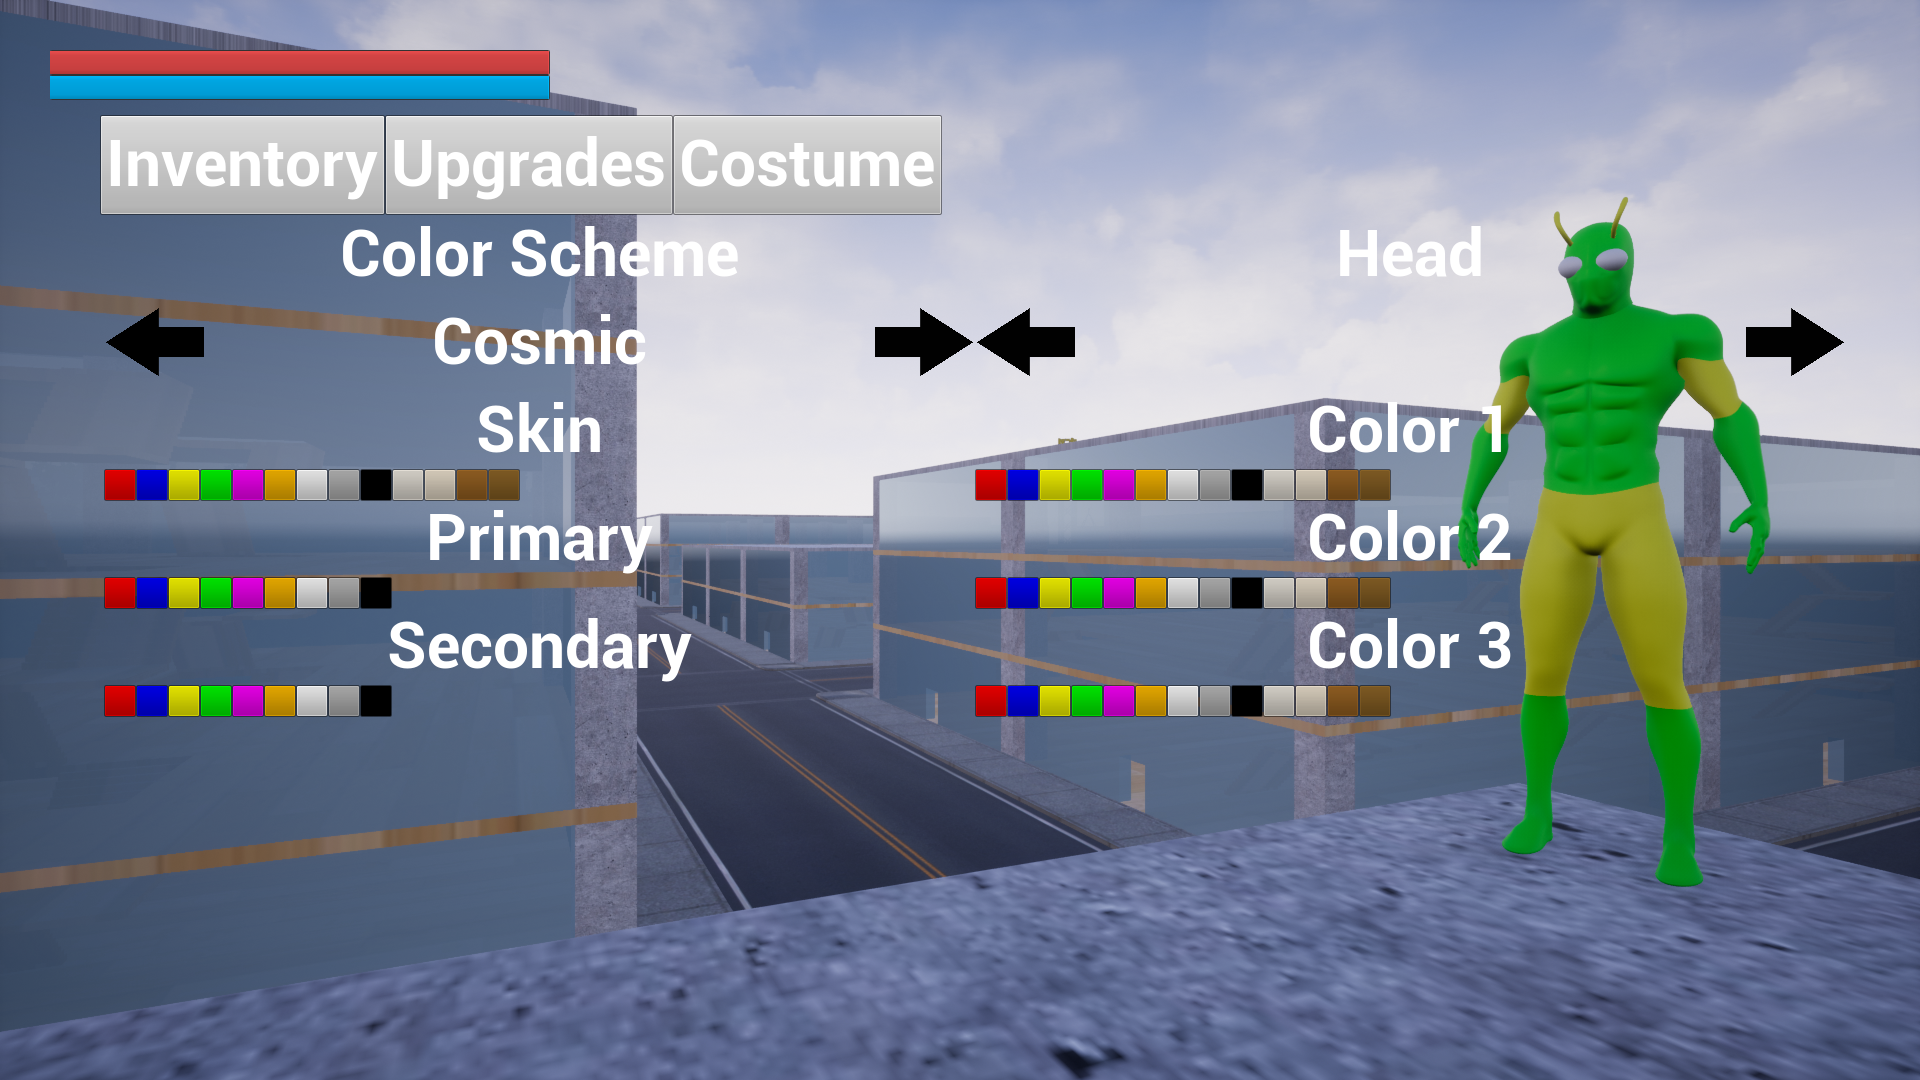 Inventory Upgrades Costume
Color Scheme
Cosmic
Skin
Primary
Secondary
Head
Color 1
Color 2
Color 3